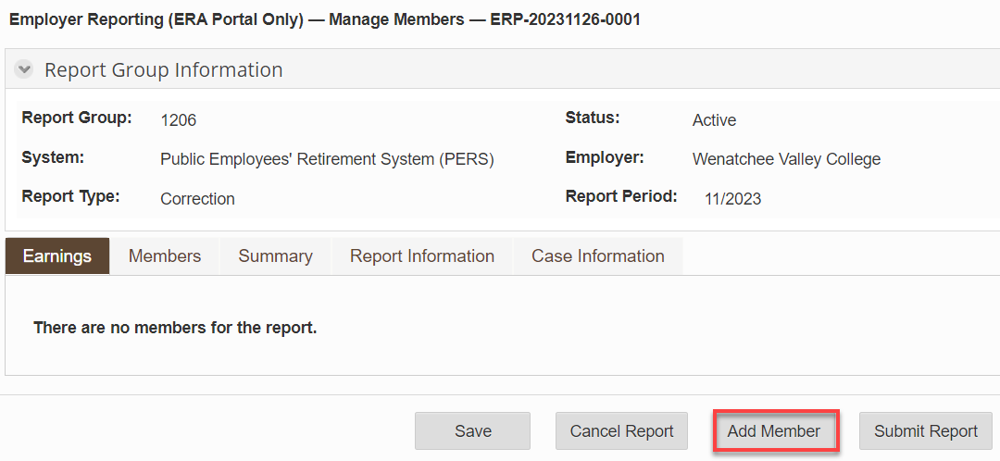 Employer Reporting (ERA Portal Only) — Manage Members — ERP-20231126-0001
Report Group Information
Report Group: 1206 Status: Active
System: Public Employees' Retirement System (PERS) Employer: Wenatchee Valley College
Report Type: Correction Report Period: 11/2023
Earnings Members Summary Report Information Case Information
There are no members for the report.
Save Cancel Report Add Member Submit Report